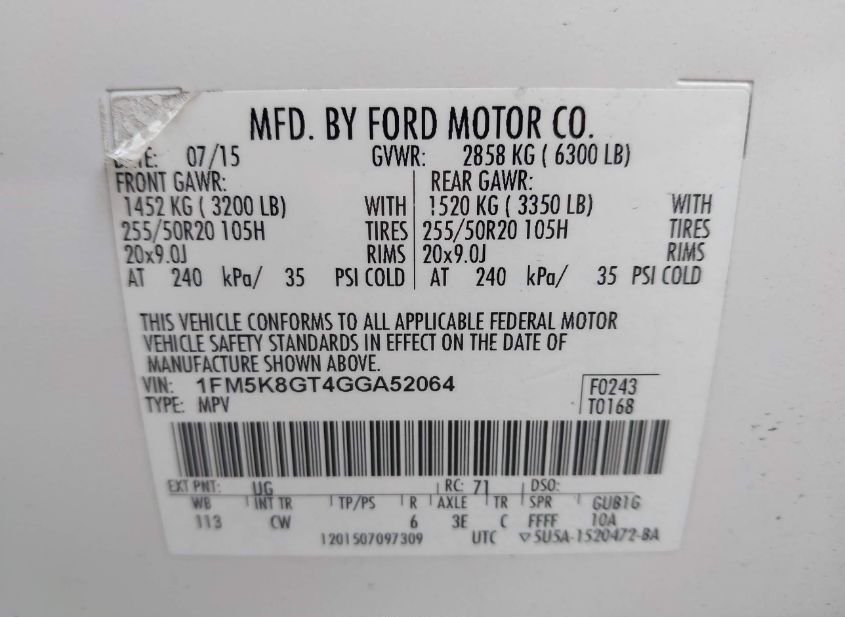 MFD. BY FORD MOTOR CO.
07/15 GVWR: 2858 KG ( 6300 LB)
FRONT GAWR: REAR GAWR:
1452 KG ( 3200 LB) WITH 1520 KG ( 3350 LB) WITH
255/50R20 105H TIRES 255/50R20 105H TIRES
20x9.0J RIMS 20x9.0J RIMS
AT 240 kPa/ 35 PSI COLD AT 240 kPa/ 35 PSI COLD
THIS VEHICLE CONFORMS TO ALL APPLICABLE FEDERAL MOTOR
VEHICLE SAFETY STANDARDS IN EFFECT ON THE DATE OF
MANUFACTURE SHOWN ABOVE.
VIN: 1FM5K8GT4GGA52064 F0243
TYPE: MPV T0168
EXT PNT: UG RC: 71 DSO:
WB INT TR TP/PS R AXLE TR SPR GUB1G
113 CW 6 3E C FFFF 10A
1201507097309 UTC ▽5U5A-1520472-BA